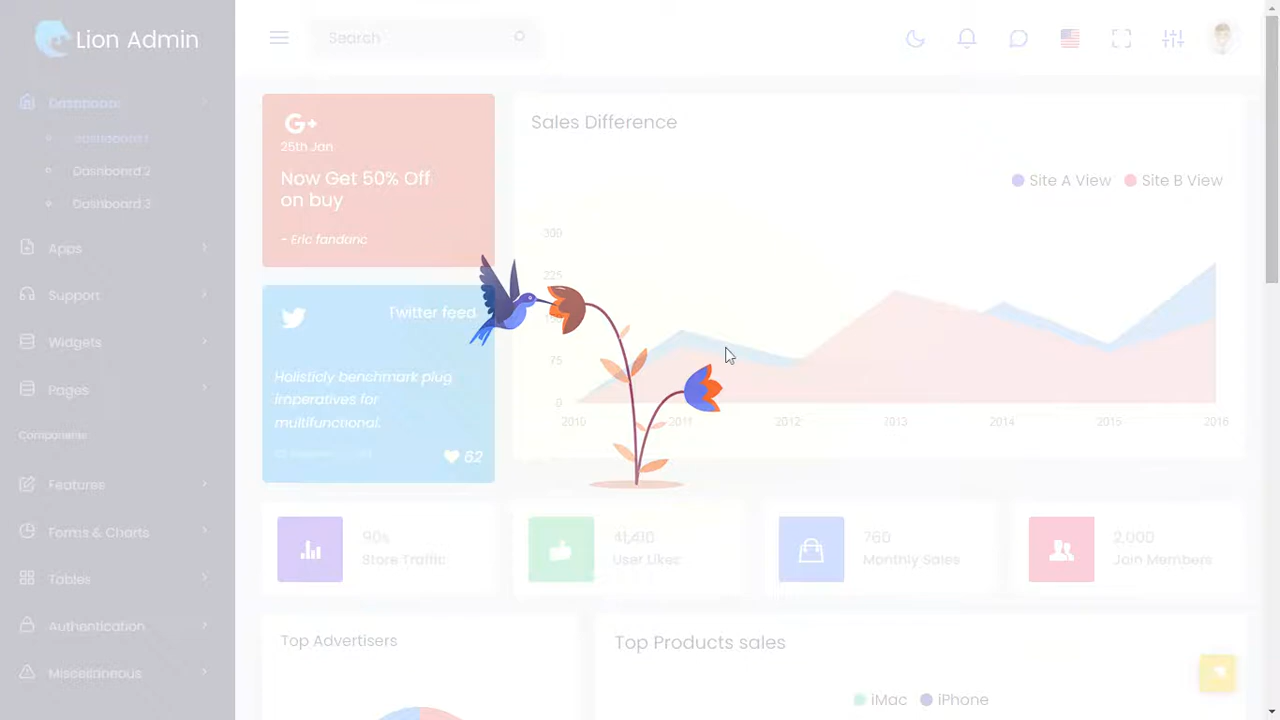 Lion Admin
Search
Dashboard
Dashboard 1
Dashboard 2
Dashboard 3
Apps
Support
Widgets
Pages
Components
Features
Forms & Charts
Tables
Authentication
Miscellaneous
G+
25th Jan
Now Get 50% Off
on buy
- Eric fandanc
Twitter feed
Holisticly benchmark plug
imperatives for
multifunctional.
62
Sales Difference
Site A View
Site B View
300
225
75
0
2010
2011
2012
2013
2014
2015
2016
Store Traffic
User Likes
760
Monthly Sales
2,000
Join Members
Top Advertisers
Top Products sales
iMac
iPhone